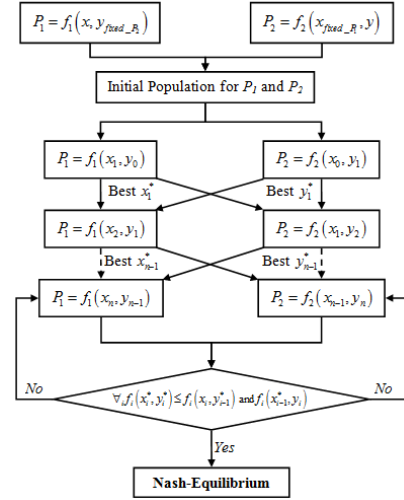 P₁ = f₁(x, y_fixed_P₁) P₂ = f₂(x_fixed_P₁, y)
Initial Population for P₁ and P₂
P₁ = f₁(x₁, y₀) P₂ = f₂(x₀, y₁)
Best x₁* Best y₁*
P₁ = f₁(x₂, y₁) P₂ = f₂(x₁, y₂)
Best x*ₙ₋₁ Best y*ₙ₋₁
P₁ = f₁(xₙ, yₙ₋₁) P₂ = f₂(xₙ₋₁, yₙ)
No No
∀ᵢ fᵢ(xᵢ*, yᵢ*) ≤ fᵢ(xᵢ, y*ᵢ₋₁) and fᵢ(x*ᵢ₋₁, yᵢ)
Yes
Nash-Equilibrium